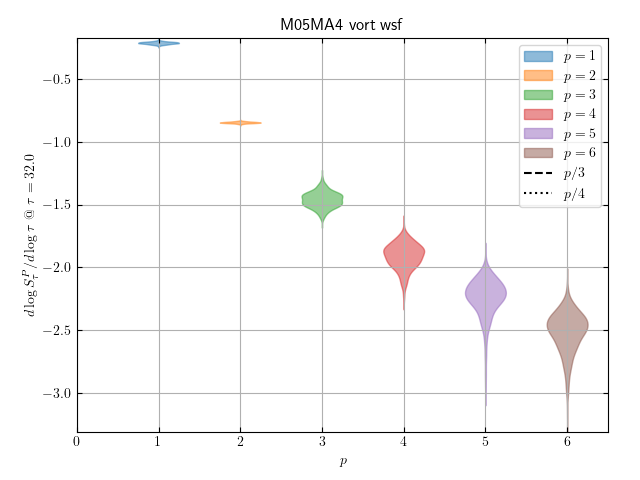 M05MA4 vort wsf
d log S_τ^P / d log τ @ τ = 32.0
−0.5
−1.0
−1.5
−2.0
−2.5
−3.0
0 1 2 3 4 5 6
p
p = 1
p = 2
p = 3
p = 4
p = 5
p = 6
p/3
p/4